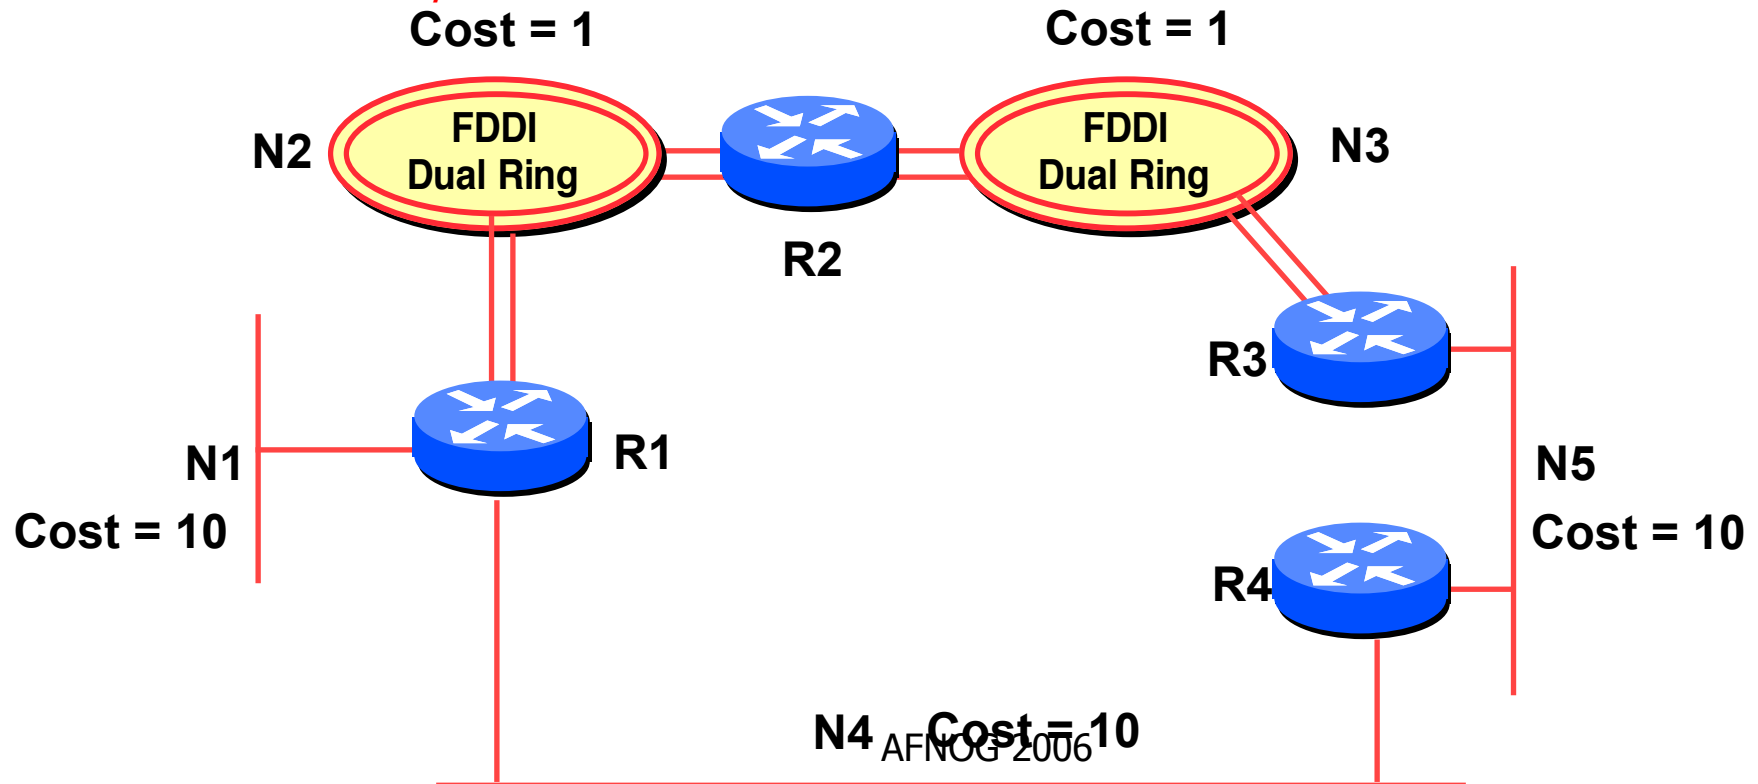 Cost = 1
Cost = 1
FDDI
Dual Ring
FDDI
Dual Ring
N2
N3
R2
R3
R1
N1
N5
Cost = 10
Cost = 10
R4
N4 Cost = 10
AFNOG 2006